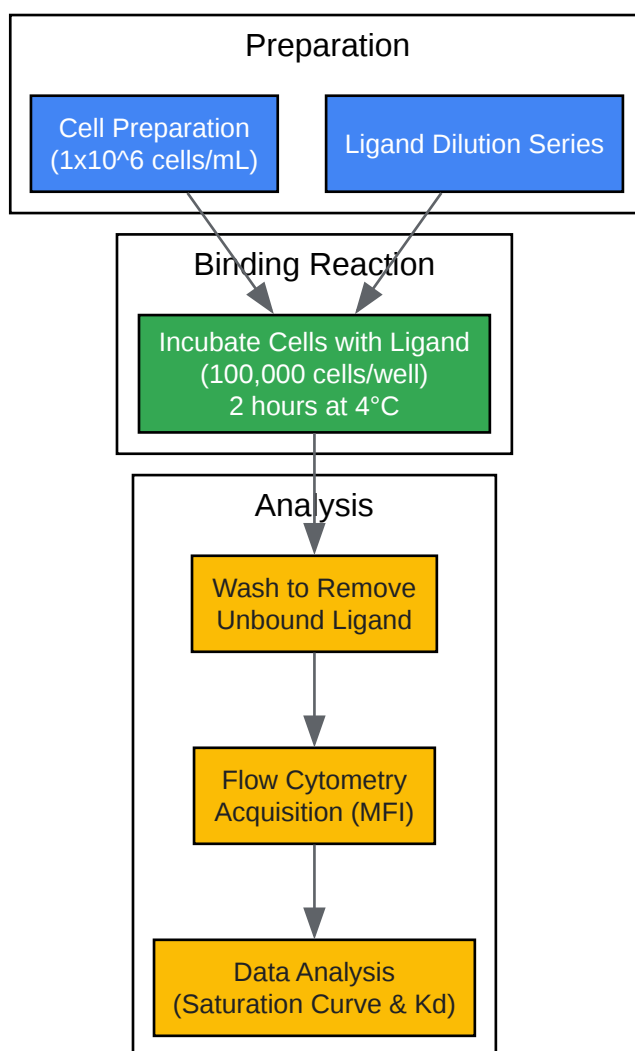 Preparation
Cell Preparation
(1x10^6 cells/mL)
Ligand Dilution Series
Binding Reaction
Incubate Cells with Ligand
(100,000 cells/well)
2 hours at 4°C
Analysis
Wash to Remove
Unbound Ligand
Flow Cytometry
Acquisition (MFI)
Data Analysis
(Saturation Curve & Kd)